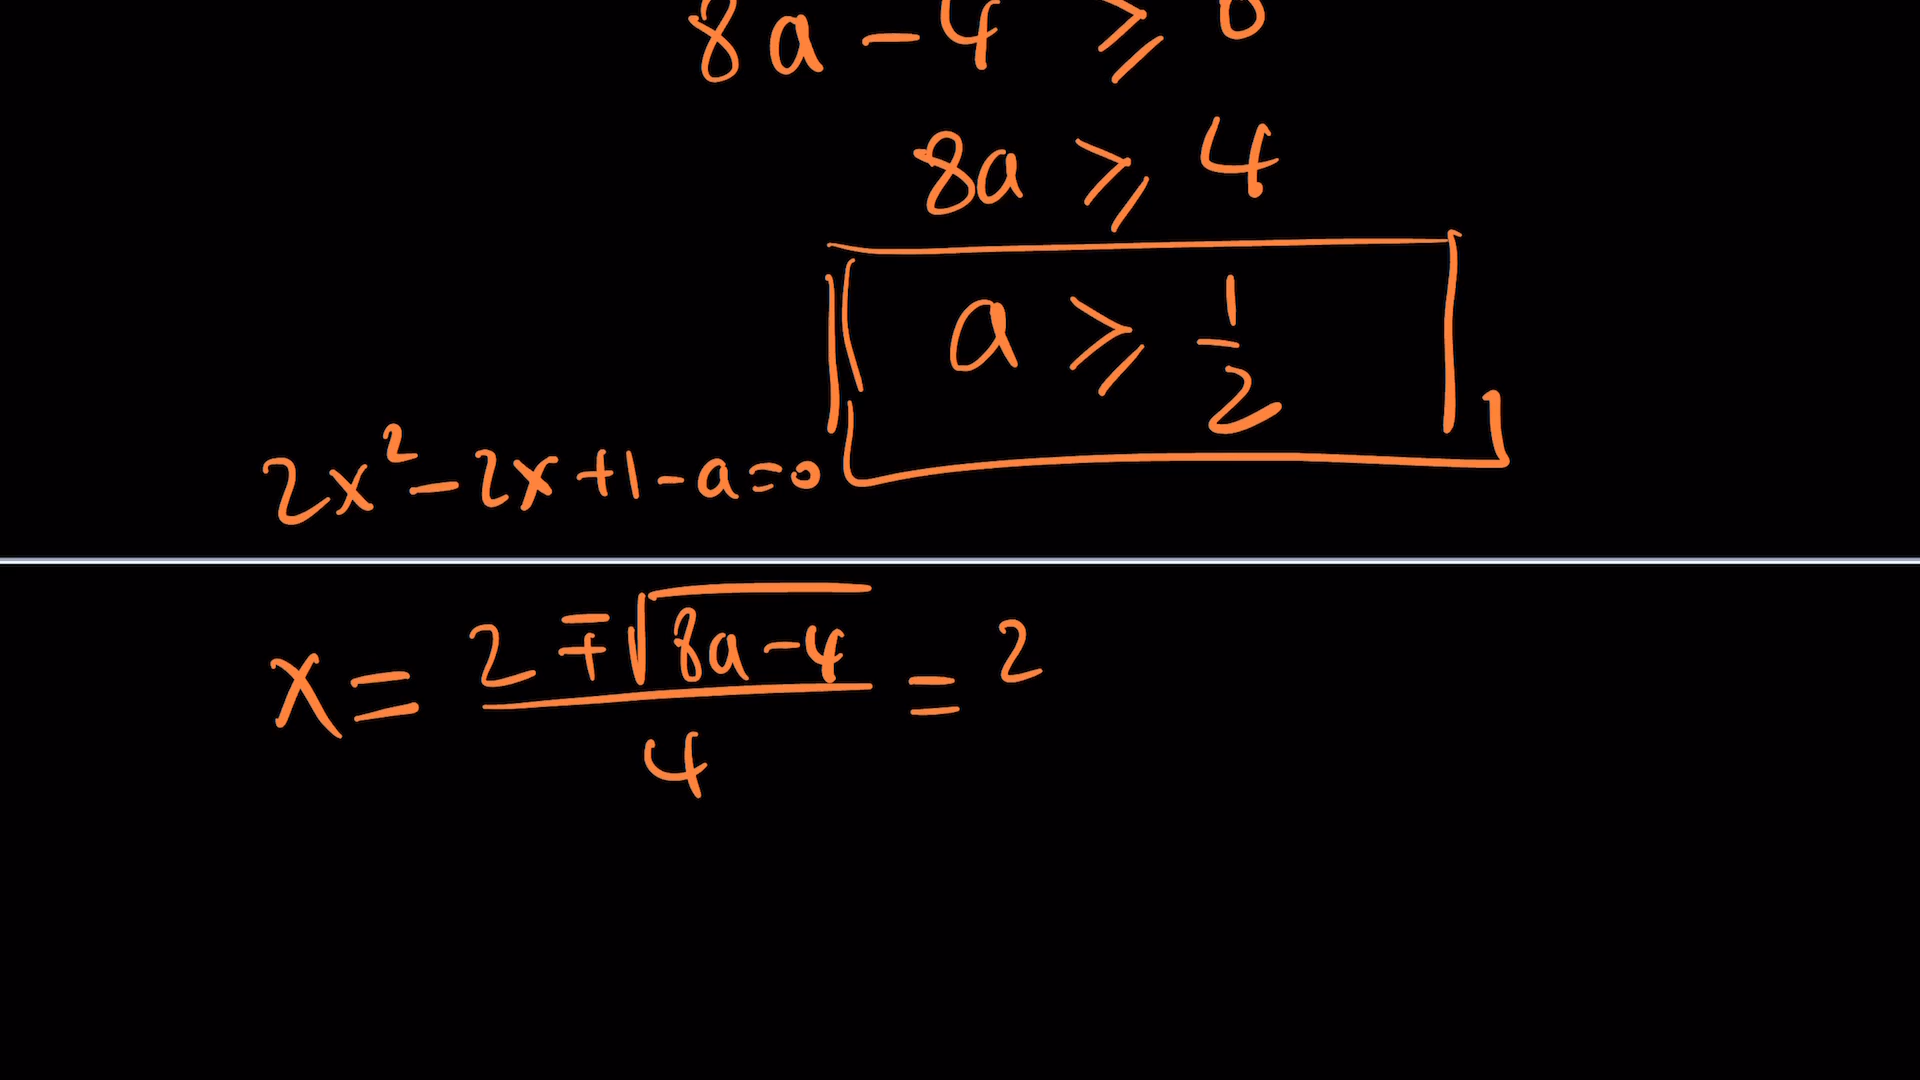 8a - 4 ⩾ 0
8a ⩾ 4
a ⩾ 1/2
2x² - 2x + 1 - a = 0
x = (2 ∓ √(8a - 4))/4 = 2